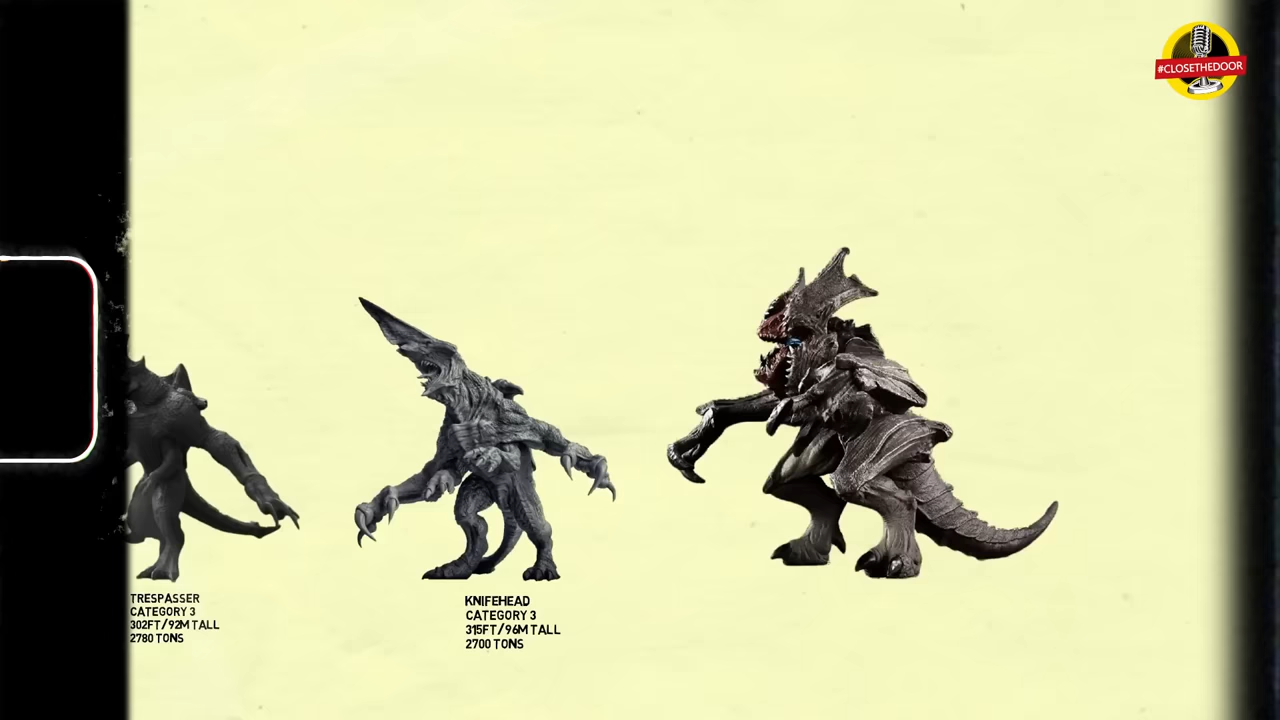 #CLOSETHEDOOR
TRESPASSER
CATEGORY 3
302FT/92M TALL
2780 TONS
KNIFEHEAD
CATEGORY 3
315FT/96M TALL
2700 TONS